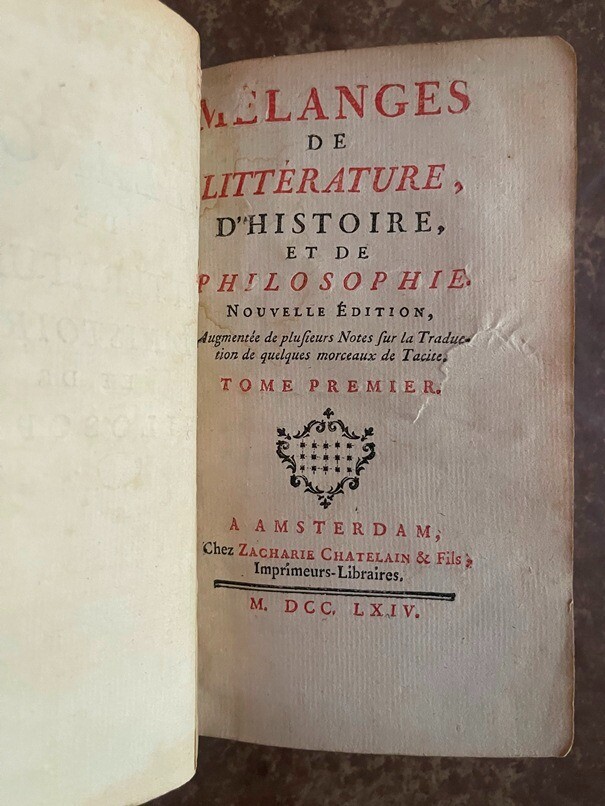 MÉLANGES
DE
LITTÉRATURE,
D'HISTOIRE,
ET DE
PHILOSOPHIE.
NOUVELLE ÉDITION,
Augmentée de pluſieurs Notes ſur la Traduc-
tion de quelques morceaux de Tacite.
TOME PREMIER.
A AMSTERDAM,
Chez ZACHARIE CHATELAIN & Fils,
Imprimeurs-Libraires.
M. DCC. LXIV.